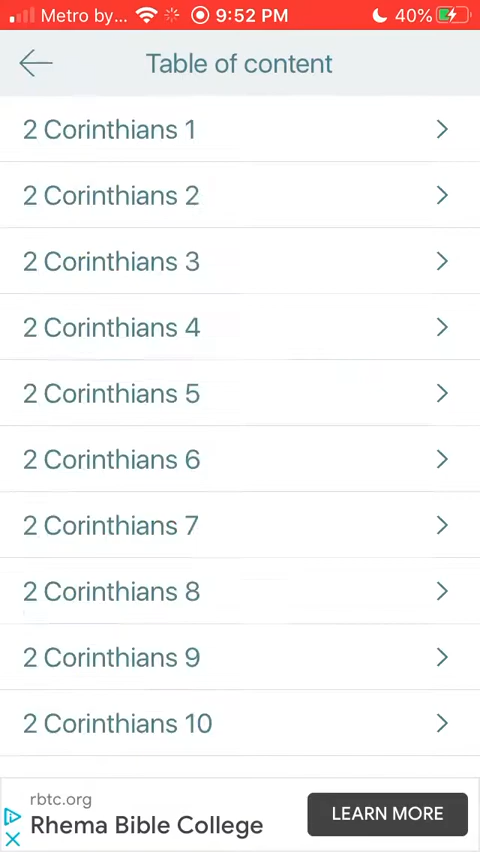 Metro by... 9:52 PM 40%
Table of content
2 Corinthians 1
2 Corinthians 2
2 Corinthians 3
2 Corinthians 4
2 Corinthians 5
2 Corinthians 6
2 Corinthians 7
2 Corinthians 8
2 Corinthians 9
2 Corinthians 10
rbtc.org
Rhema Bible College
LEARN MORE